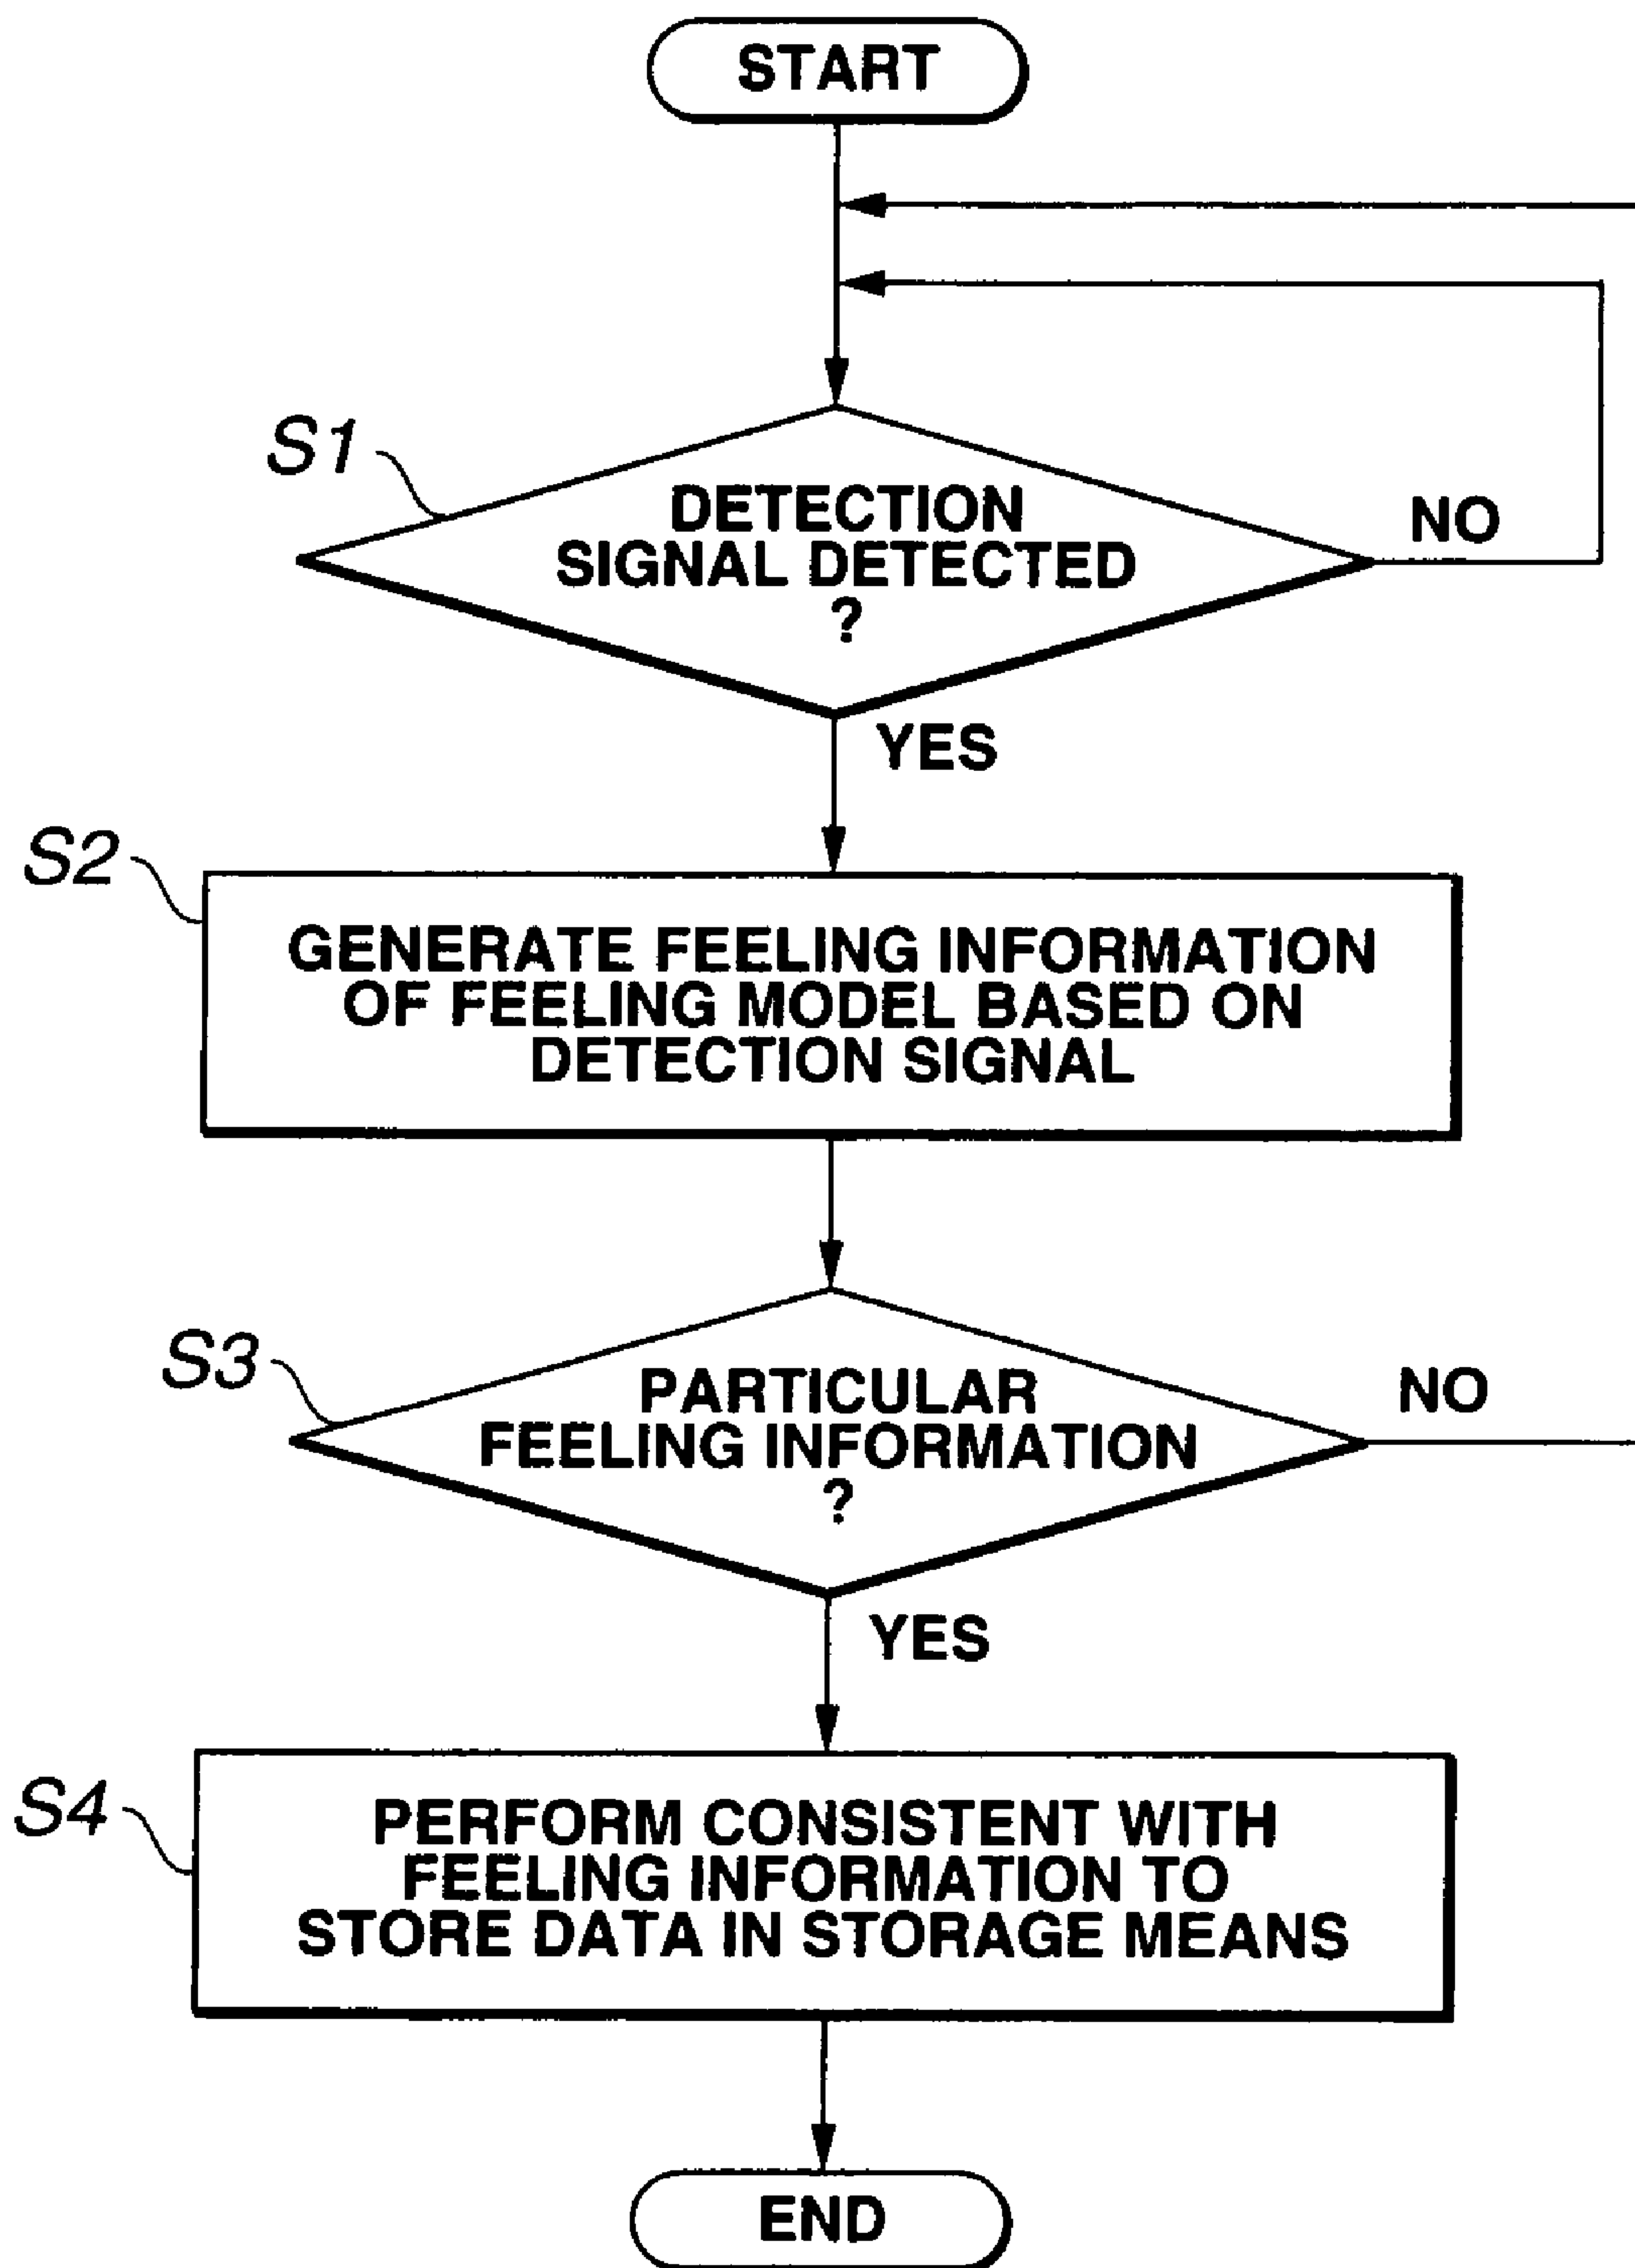 START
S1
DETECTION
SIGNAL DETECTED
?
NO
YES
S2
GENERATE FEELING INFORMATION
OF FEELING MODEL BASED ON
DETECTION SIGNAL
S3
PARTICULAR
FEELING INFORMATION
?
NO
YES
S4
PERFORM CONSISTENT WITH
FEELING INFORMATION TO
STORE DATA IN STORAGE MEANS
END